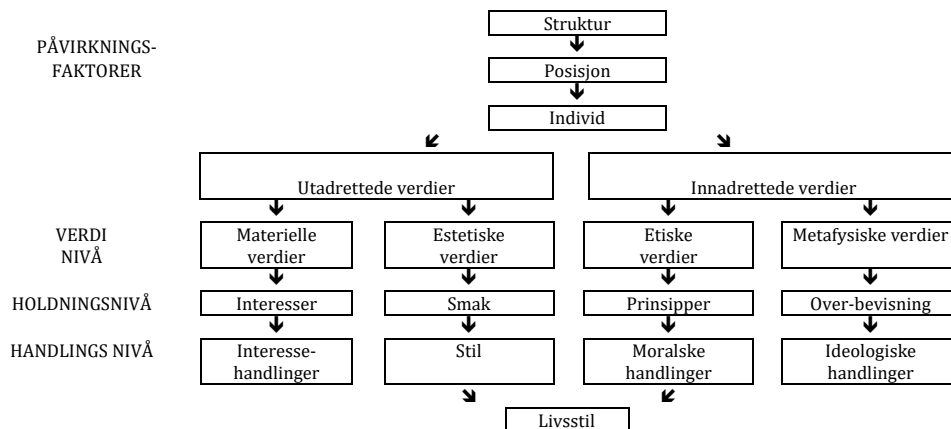 Struktur
PÅVIRKNINGS-
FAKTORER
Posisjon
Individ
Utadrettede verdier
Innadrettede verdier
VERDI
NIVÅ
Materielle
verdier
Estetiske
verdier
Etiske
verdier
Metafysiske verdier
HOLDNINGSNIVÅ
Interesser
Smak
Prinsipper
Over-bevisning
HANDLINGS NIVÅ
Interesse-
handlinger
Stil
Moralske
handlinger
Ideologiske
handlinger
Livsstil